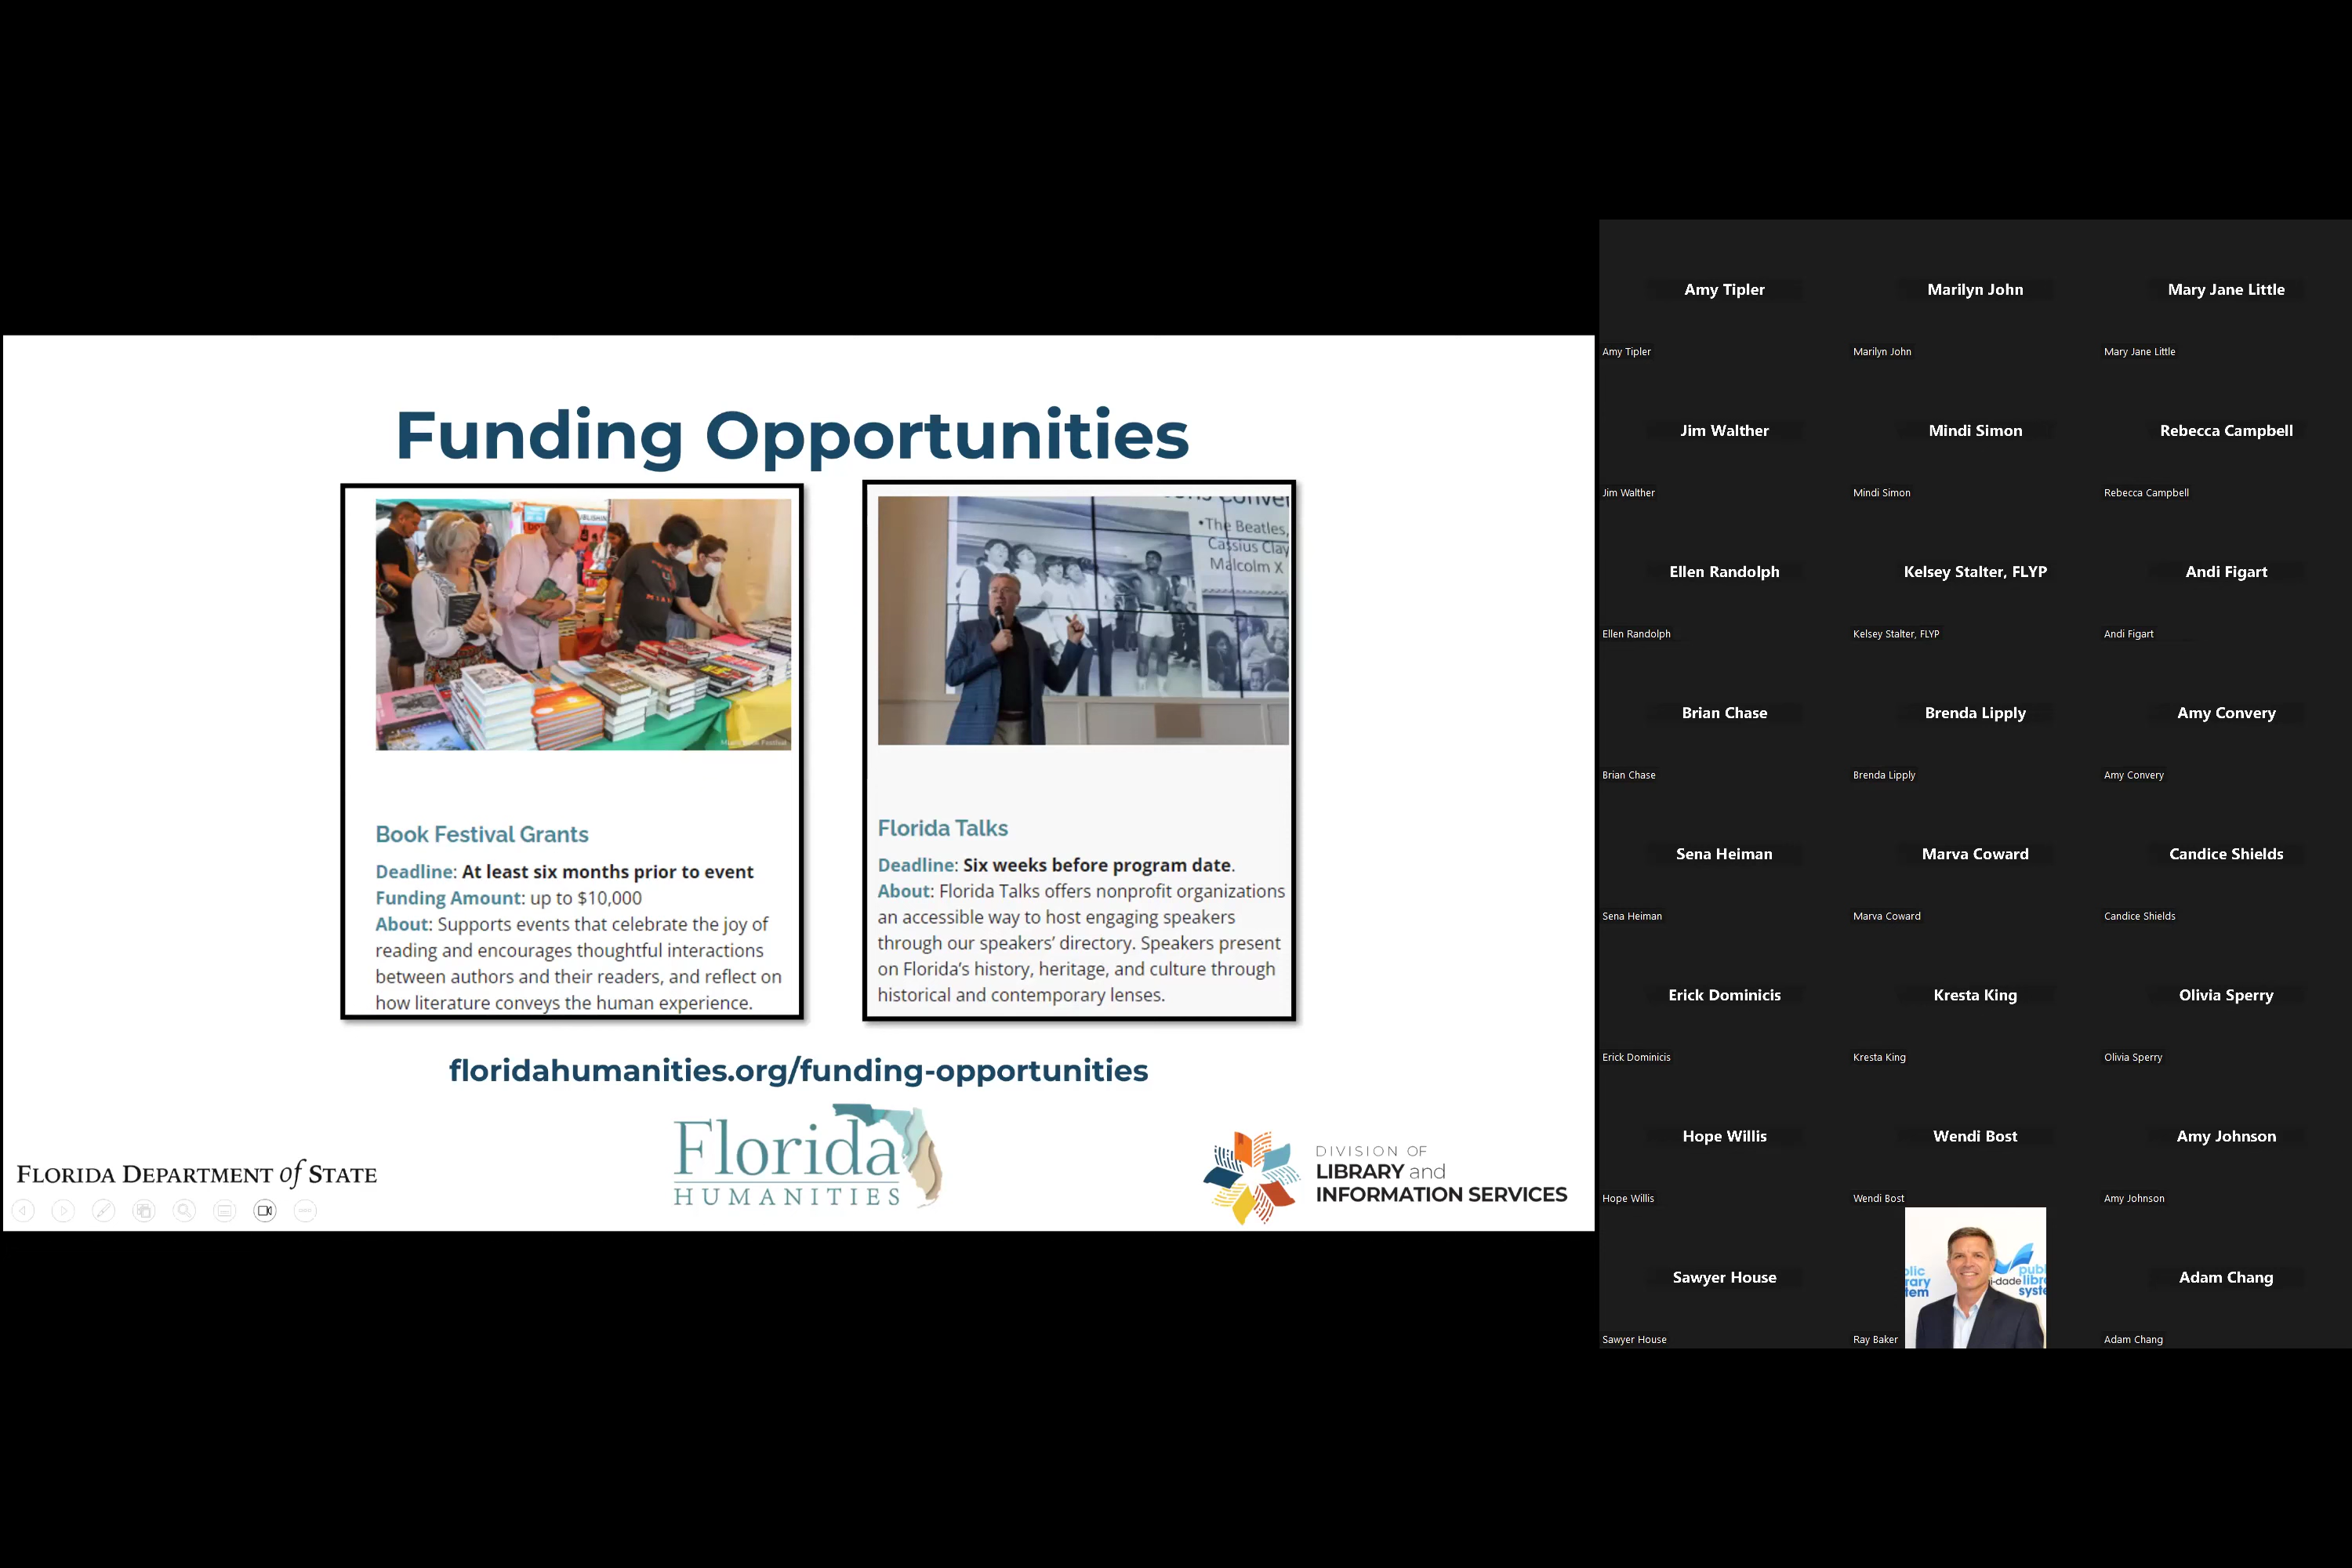 Funding Opportunities
•The Beatles,
Cassius Clay
Malcolm X
Book Festival Grants
Deadline: At least six months prior to event
Funding Amount: up to $10,000
About: Supports events that celebrate the joy of
reading and encourages thoughtful interactions
between authors and their readers, and reflect on
how literature conveys the human experience.
Florida Talks
Deadline: Six weeks before program date.
About: Florida Talks offers nonprofit organizations
an accessible way to host engaging speakers
through our speakers’ directory. Speakers present
on Florida’s history, heritage, and culture through
historical and contemporary lenses.
floridahumanities.org/funding-opportunities
FLORIDA DEPARTMENT of STATE
Florida
HUMANITIES
DIVISION OF
LIBRARY and
INFORMATION SERVICES
Amy Tipler
Amy Tipler
Marilyn John
Marilyn John
Mary Jane Little
Mary Jane Little
Jim Walther
Jim Walther
Mindi Simon
Mindi Simon
Rebecca Campbell
Rebecca Campbell
Ellen Randolph
Ellen Randolph
Kelsey Stalter, FLYP
Kelsey Stalter, FLYP
Andi Figart
Andi Figart
Brian Chase
Brian Chase
Brenda Lipply
Brenda Lipply
Amy Convery
Amy Convery
Sena Heiman
Sena Heiman
Marva Coward
Marva Coward
Candice Shields
Candice Shields
Erick Dominicis
Erick Dominicis
Kresta King
Kresta King
Olivia Sperry
Olivia Sperry
Hope Willis
Hope Willis
Wendi Bost
Wendi Bost
Amy Johnson
Amy Johnson
Sawyer House
Sawyer House
Ray Baker
Adam Chang
Adam Chang